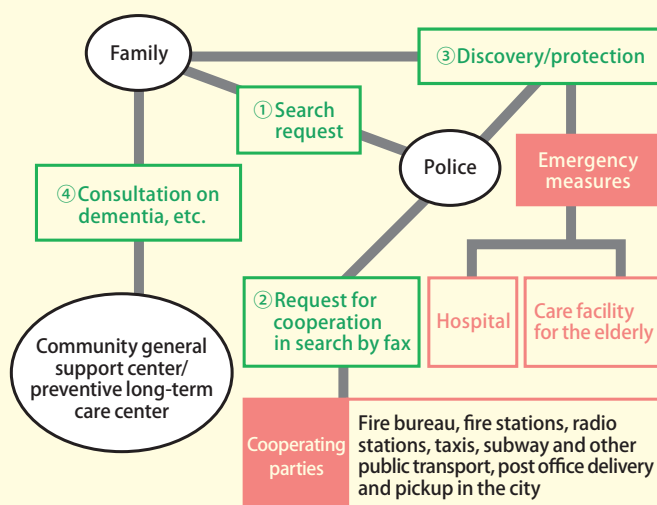 Family
③Discovery/protection
①Search
request
Police
Emergency
measures
④Consultation on
dementia, etc.
②Request for
cooperation
in search by fax
Hospital
Care facility
for the elderly
Community general
support center/
preventive long-term
care center
Cooperating
parties
Fire bureau, fire stations, radio
stations, taxis, subway and other
public transport, post office delivery
and pickup in the city